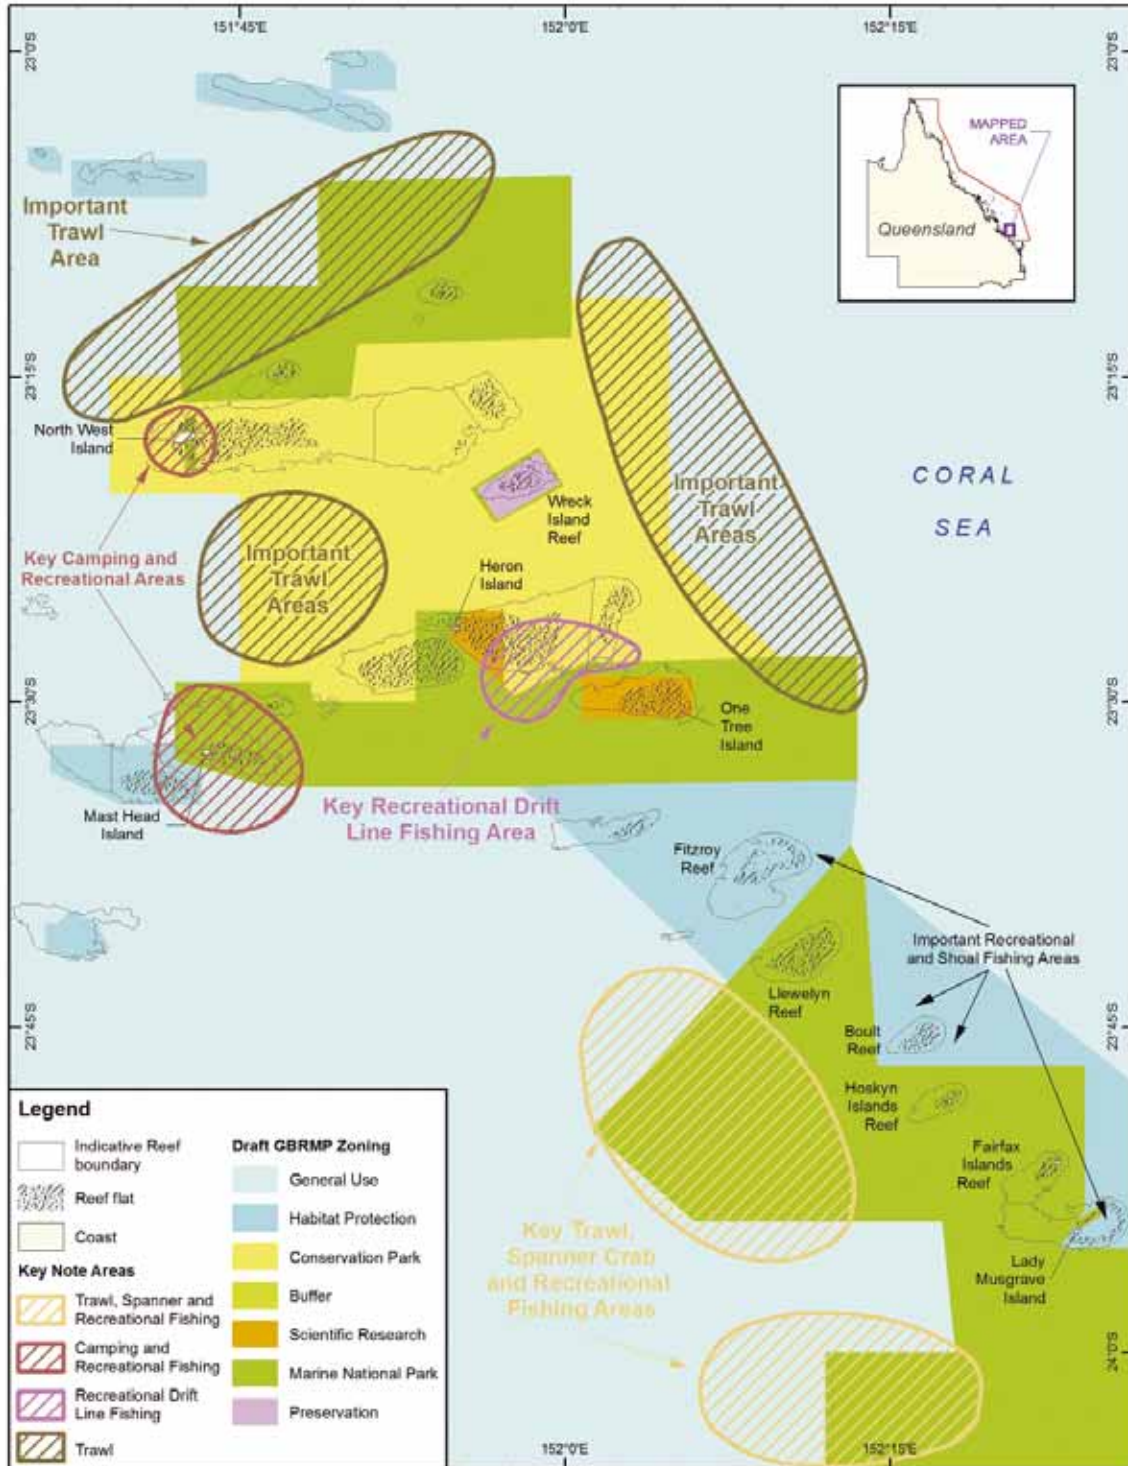 151°45'E
152°0'E
152°15'E
23°0'S
23°0'S
MAPPED
AREA
Queensland
Important
Trawl
Area
23°15'S
23°15'S
North West
Island
CORAL
SEA
Important
Trawl
Areas
Wreck
Island
Reef
Key Camping and
Recreational Areas
Important
Trawl
Areas
Heron
Island
23°30'S
23°30'S
One
Tree
Island
Mast Head
Island
Key Recreational Drift
Line Fishing Area
Fitzroy
Reef
Important Recreational
and Shoal Fishing Areas
Llewelyn
Reef
23°45'S
23°45'S
Boult
Reef
Hoskyn
Islands
Reef
Fairfax
Islands
Reef
Key Trawl,
Spanner Crab
and Recreational
Fishing Areas
Lady
Musgrave
Island
24°0'S
152°0'E
152°15'E
Legend
Indicative Reef
boundary
Reef flat
Coast
Key Note Areas
Trawl, Spanner and
Recreational Fishing
Camping and
Recreational Fishing
Recreational Drift
Line Fishing
Trawl
Draft GBRMP Zoning
General Use
Habitat Protection
Conservation Park
Buffer
Scientific Research
Marine National Park
Preservation